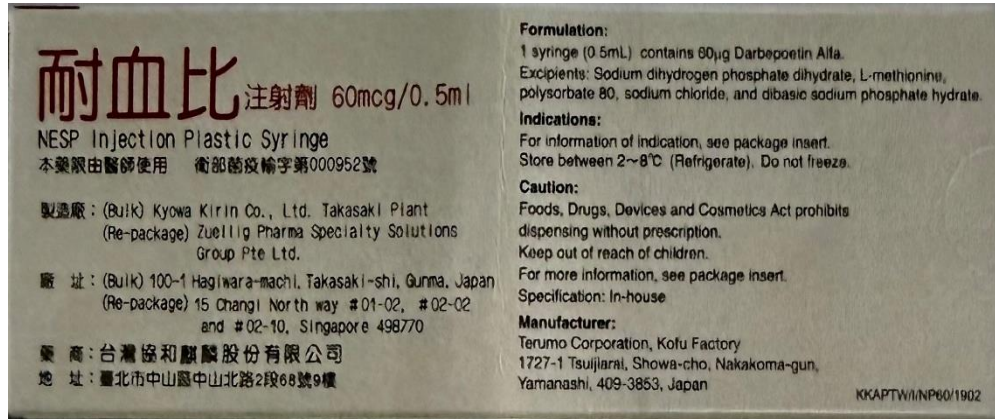 耐血比注射劑 60mcg/0.5ml
NESP Injection Plastic Syringe
本藥限由醫師使用 衛部菌疫輸字第000952號
製造廠：(Bulk) Kyowa Kirin Co., Ltd. Takasaki Plant
(Re-package) Zuellig Pharma Specialty Solutions
Group Pte Ltd.
廠 址：(Bulk) 100-1 Hagiwara-machi, Takasaki-shi, Gunma, Japan
(Re-package) 15 Changi North way #01-02, #02-02
and #02-10, Singapore 498770
藥 商：台灣協和麒麟股份有限公司
地 址：臺北市中山區中山北路2段68號9樓
Formulation:
1 syringe (0.5mL) contains 60µg Darbepoetin Alfa.
Excipients: Sodium dihydrogen phosphate dihydrate, L-methionine,
polysorbate 80, sodium chloride, and dibasic sodium phosphate hydrate.
Indications:
For information of indication, see package insert.
Store between 2～8℃ (Refrigerate). Do not freeze.
Caution:
Foods, Drugs, Devices and Cosmetics Act prohibits
dispensing without prescription.
Keep out of reach of children.
For more information, see package insert.
Specification: In-house
Manufacturer:
Terumo Corporation, Kofu Factory
1727-1 Tsuijiarai, Showa-cho, Nakakoma-gun,
Yamanashi, 409-3853, Japan
KKAPTW/I/NP60/1902